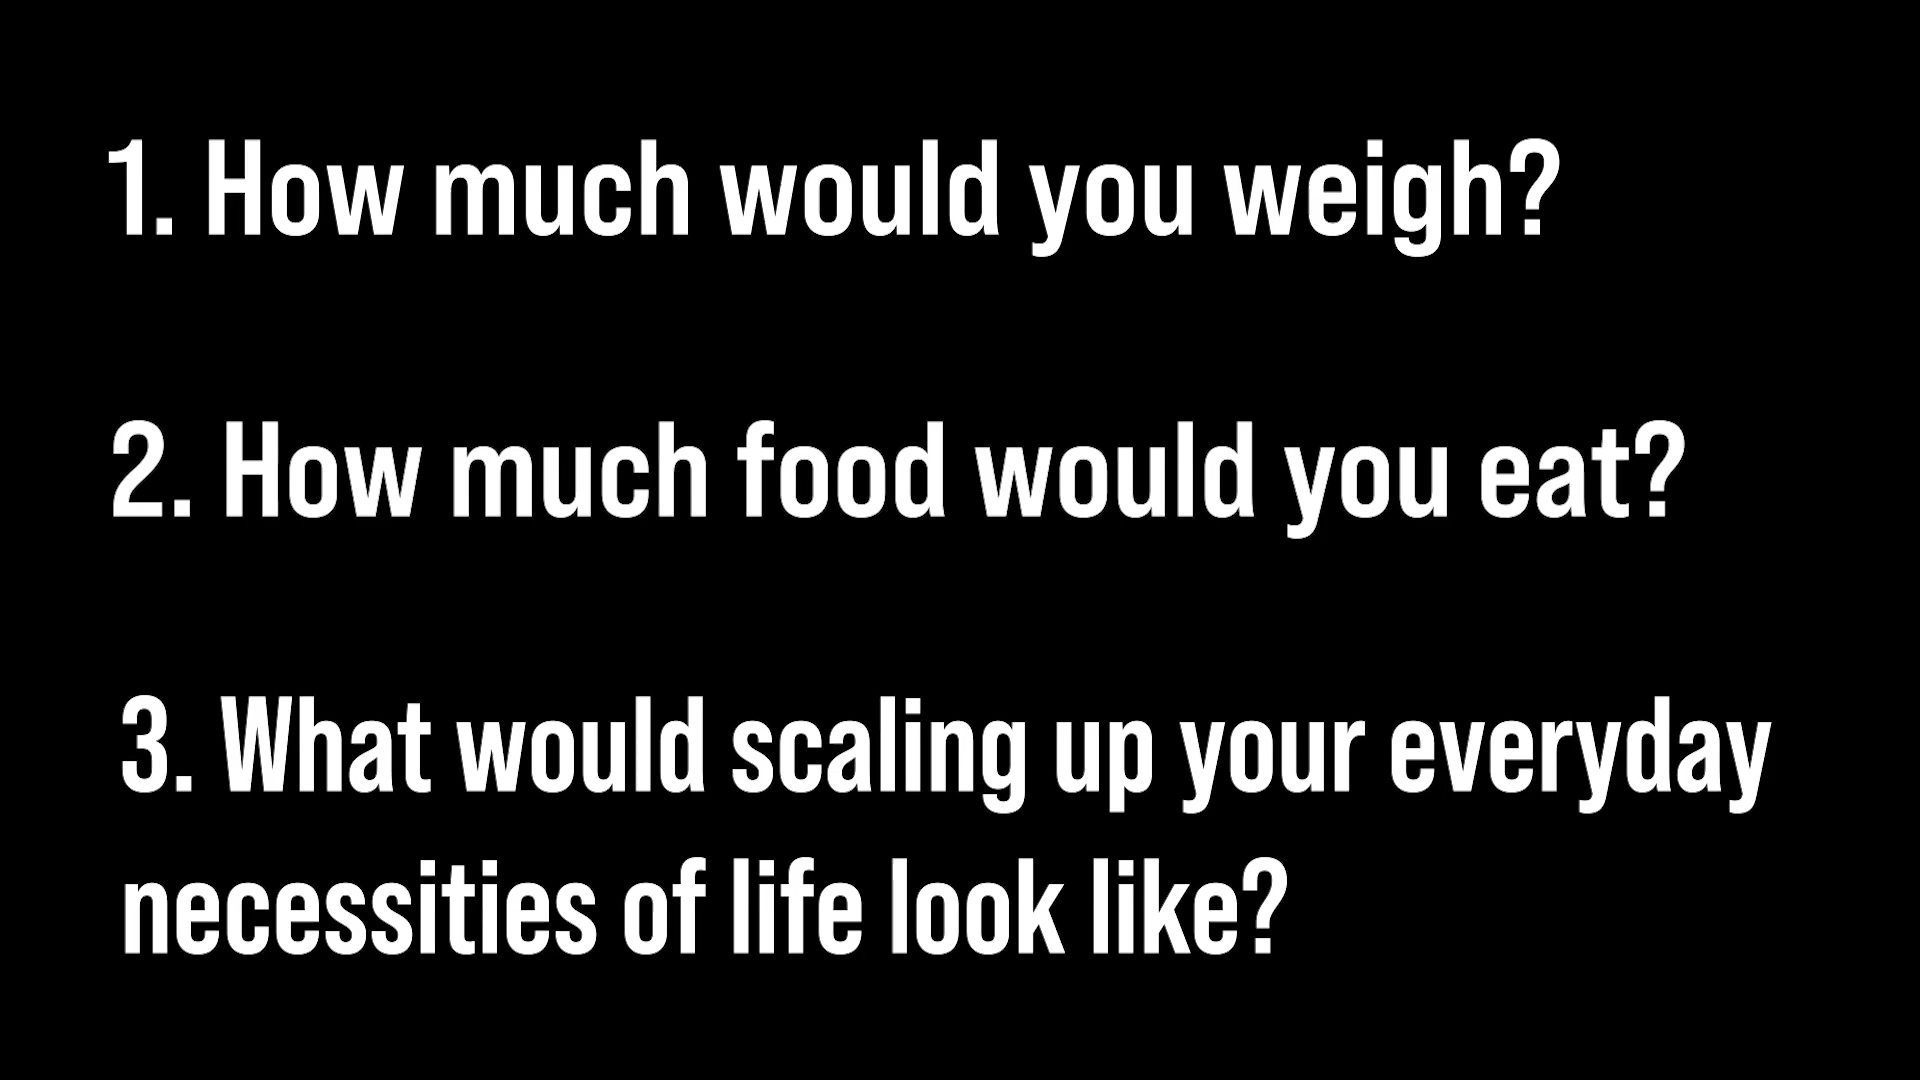 1. How much would you weigh?
2. How much food would you eat?
3. What would scaling up your everyday
necessities of life look like?